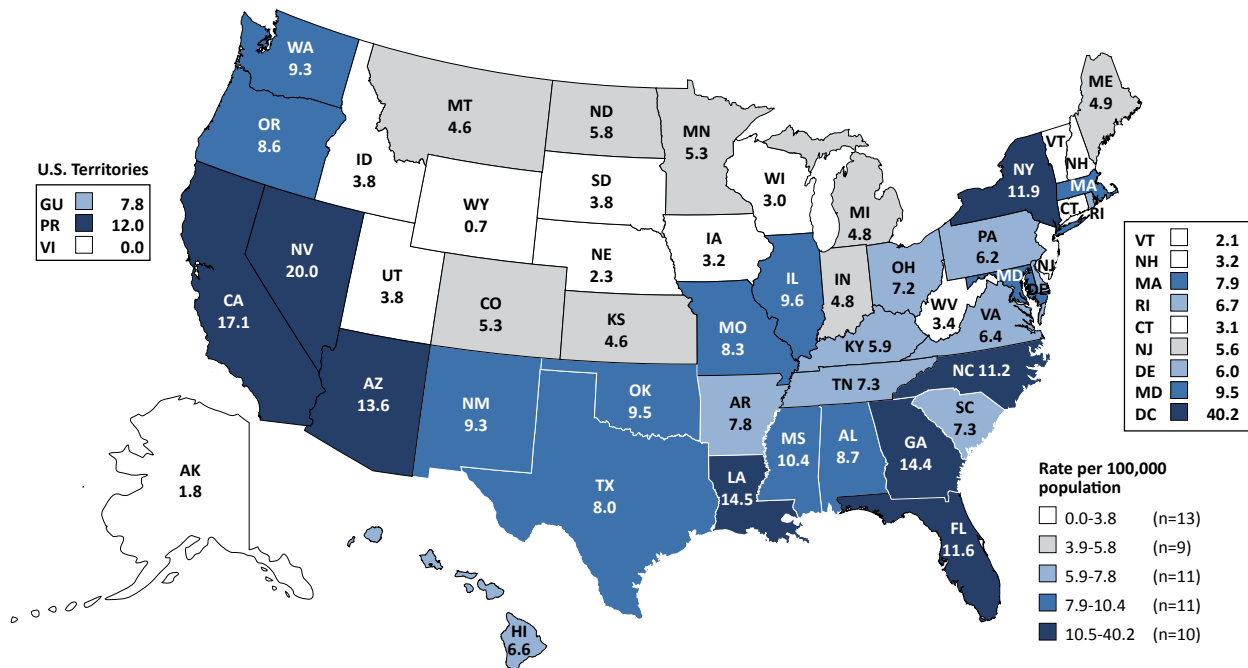 WA
9.3
OR
8.6
CA
17.1
NV
20.0
ID
3.8
MT
4.6
WY
0.7
UT
3.8
AZ
13.6
CO
5.3
NM
9.3
ND
5.8
SD
3.8
NE
2.3
KS
4.6
OK
9.5
TX
8.0
MN
5.3
IA
3.2
MO
8.3
AR
7.8
LA
14.5
WI
3.0
IL
9.6
MI
4.8
IN
4.8
OH
7.2
KY 5.9
TN 7.3
MS
10.4
AL
8.7
GA
14.4
FL
11.6
SC
7.3
NC 11.2
VA
6.4
WV
3.4
PA
6.2
NY
11.9
ME
4.9
VT
NH
MA
CT
RI
NJ
MD
DE
AK
1.8
HI
6.6
U.S. Territories
GU 7.8
PR 12.0
VI 0.0
VT 2.1
NH 3.2
MA 7.9
RI 6.7
CT 3.1
NJ 5.6
DE 6.0
MD 9.5
DC 40.2
Rate per 100,000
population
0.0-3.8 (n=13)
3.9-5.8 (n=9)
5.9-7.8 (n=11)
7.9-10.4 (n=11)
10.5-40.2 (n=10)